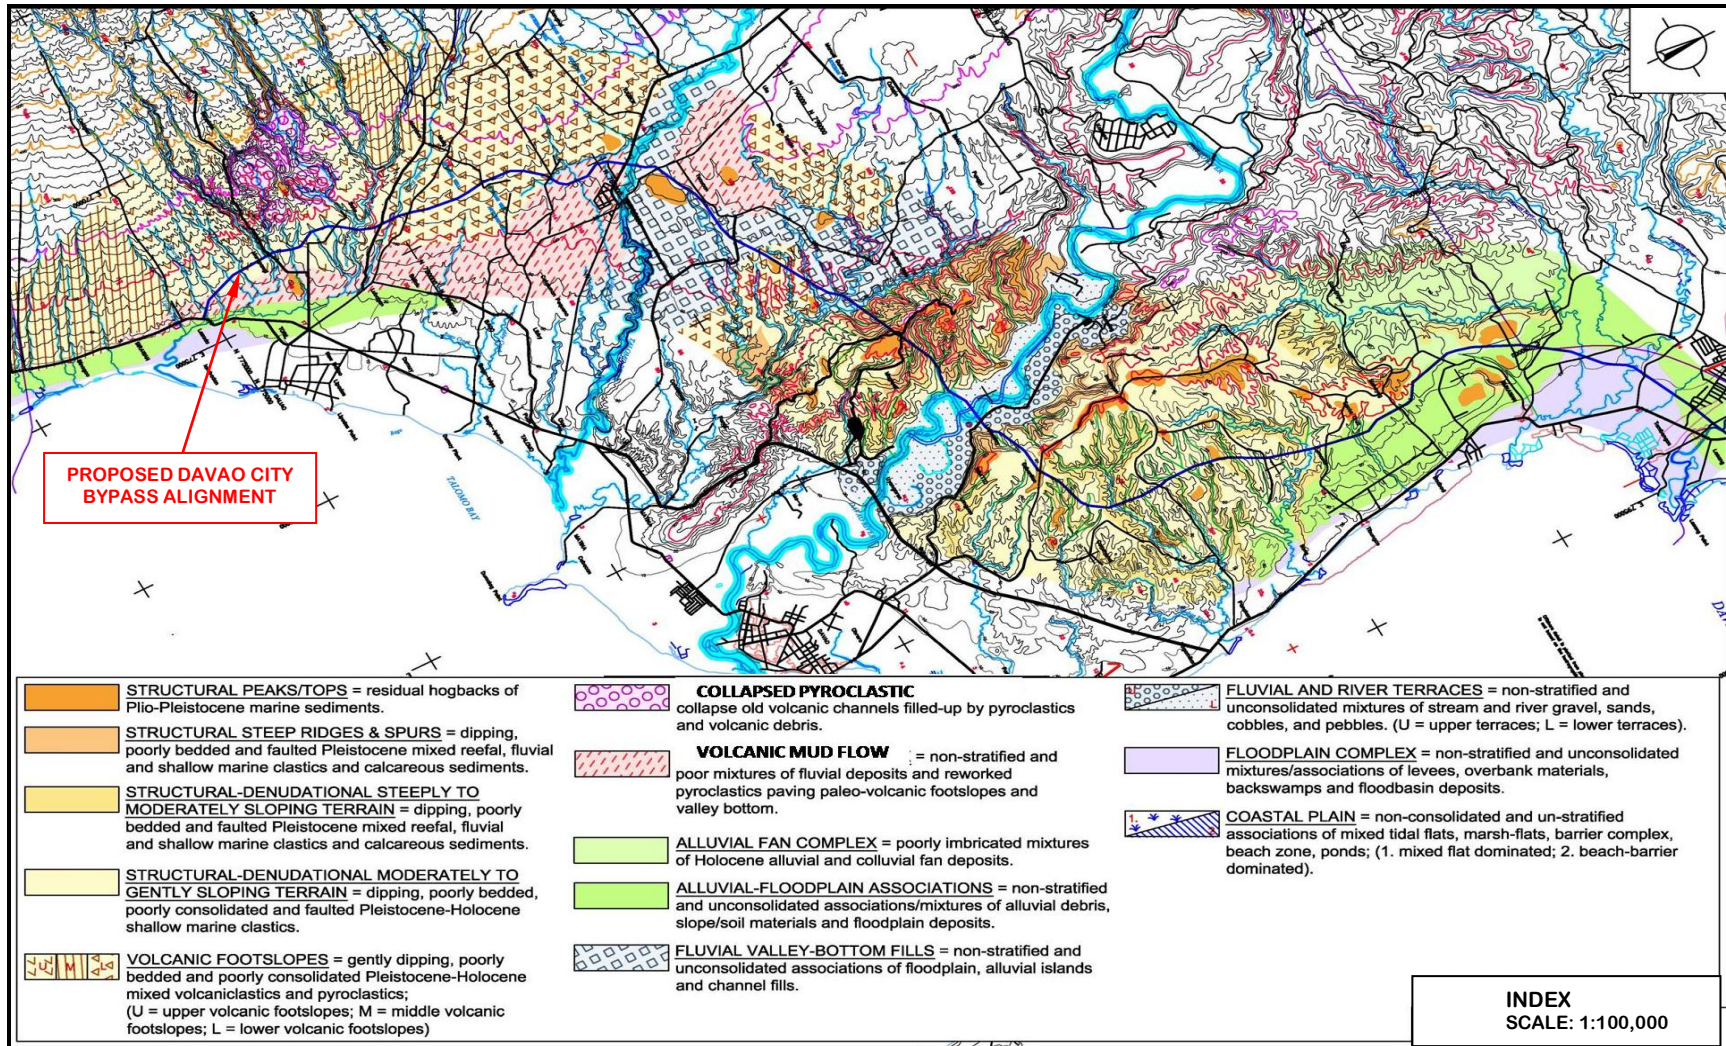 PROPOSED DAVAO CITY
BYPASS ALIGNMENT
TALOMO BAY
DAVAO
STRUCTURAL PEAKS/TOPS = residual hogbacks of
Plio-Pleistocene marine sediments.
STRUCTURAL STEEP RIDGES & SPURS = dipping,
poorly bedded and faulted Pleistocene mixed reefal, fluvial
and shallow marine clastics and calcareous sediments.
STRUCTURAL-DENUDATIONAL STEEPLY TO
MODERATELY SLOPING TERRAIN = dipping, poorly
bedded and faulted Pleistocene mixed reefal, fluvial
and shallow marine clastics and calcareous sediments.
STRUCTURAL-DENUDATIONAL MODERATELY TO
GENTLY SLOPING TERRAIN = dipping, poorly bedded,
poorly consolidated and faulted Pleistocene-Holocene
shallow marine clastics.
U M L
VOLCANIC FOOTSLOPES = gently dipping, poorly
bedded and poorly consolidated Pleistocene-Holocene
mixed volcaniclastics and pyroclastics;
(U = upper volcanic footslopes; M = middle volcanic
footslopes; L = lower volcanic footslopes)
COLLAPSED PYROCLASTIC
collapse old volcanic channels filled-up by pyroclastics
and volcanic debris.
VOLCANIC MUD FLOW = non-stratified and
poor mixtures of fluvial deposits and reworked
pyroclastics paving paleo-volcanic footslopes and
valley bottom.
ALLUVIAL FAN COMPLEX = poorly imbricated mixtures
of Holocene alluvial and colluvial fan deposits.
ALLUVIAL-FLOODPLAIN ASSOCIATIONS = non-stratified
and unconsolidated associations/mixtures of alluvial debris,
slope/soil materials and floodplain deposits.
FLUVIAL VALLEY-BOTTOM FILLS = non-stratified and
unconsolidated associations of floodplain, alluvial islands
and channel fills.
U L
FLUVIAL AND RIVER TERRACES = non-stratified and
unconsolidated mixtures of stream and river gravel, sands,
cobbles, and pebbles. (U = upper terraces; L = lower terraces).
FLOODPLAIN COMPLEX = non-stratified and unconsolidated
mixtures/associations of levees, overbank materials,
backswamps and floodbasin deposits.
1. 2.
COASTAL PLAIN = non-consolidated and un-stratified
associations of mixed tidal flats, marsh-flats, barrier complex,
beach zone, ponds; (1. mixed flat dominated; 2. beach-barrier
dominated).
INDEX
SCALE: 1:100,000